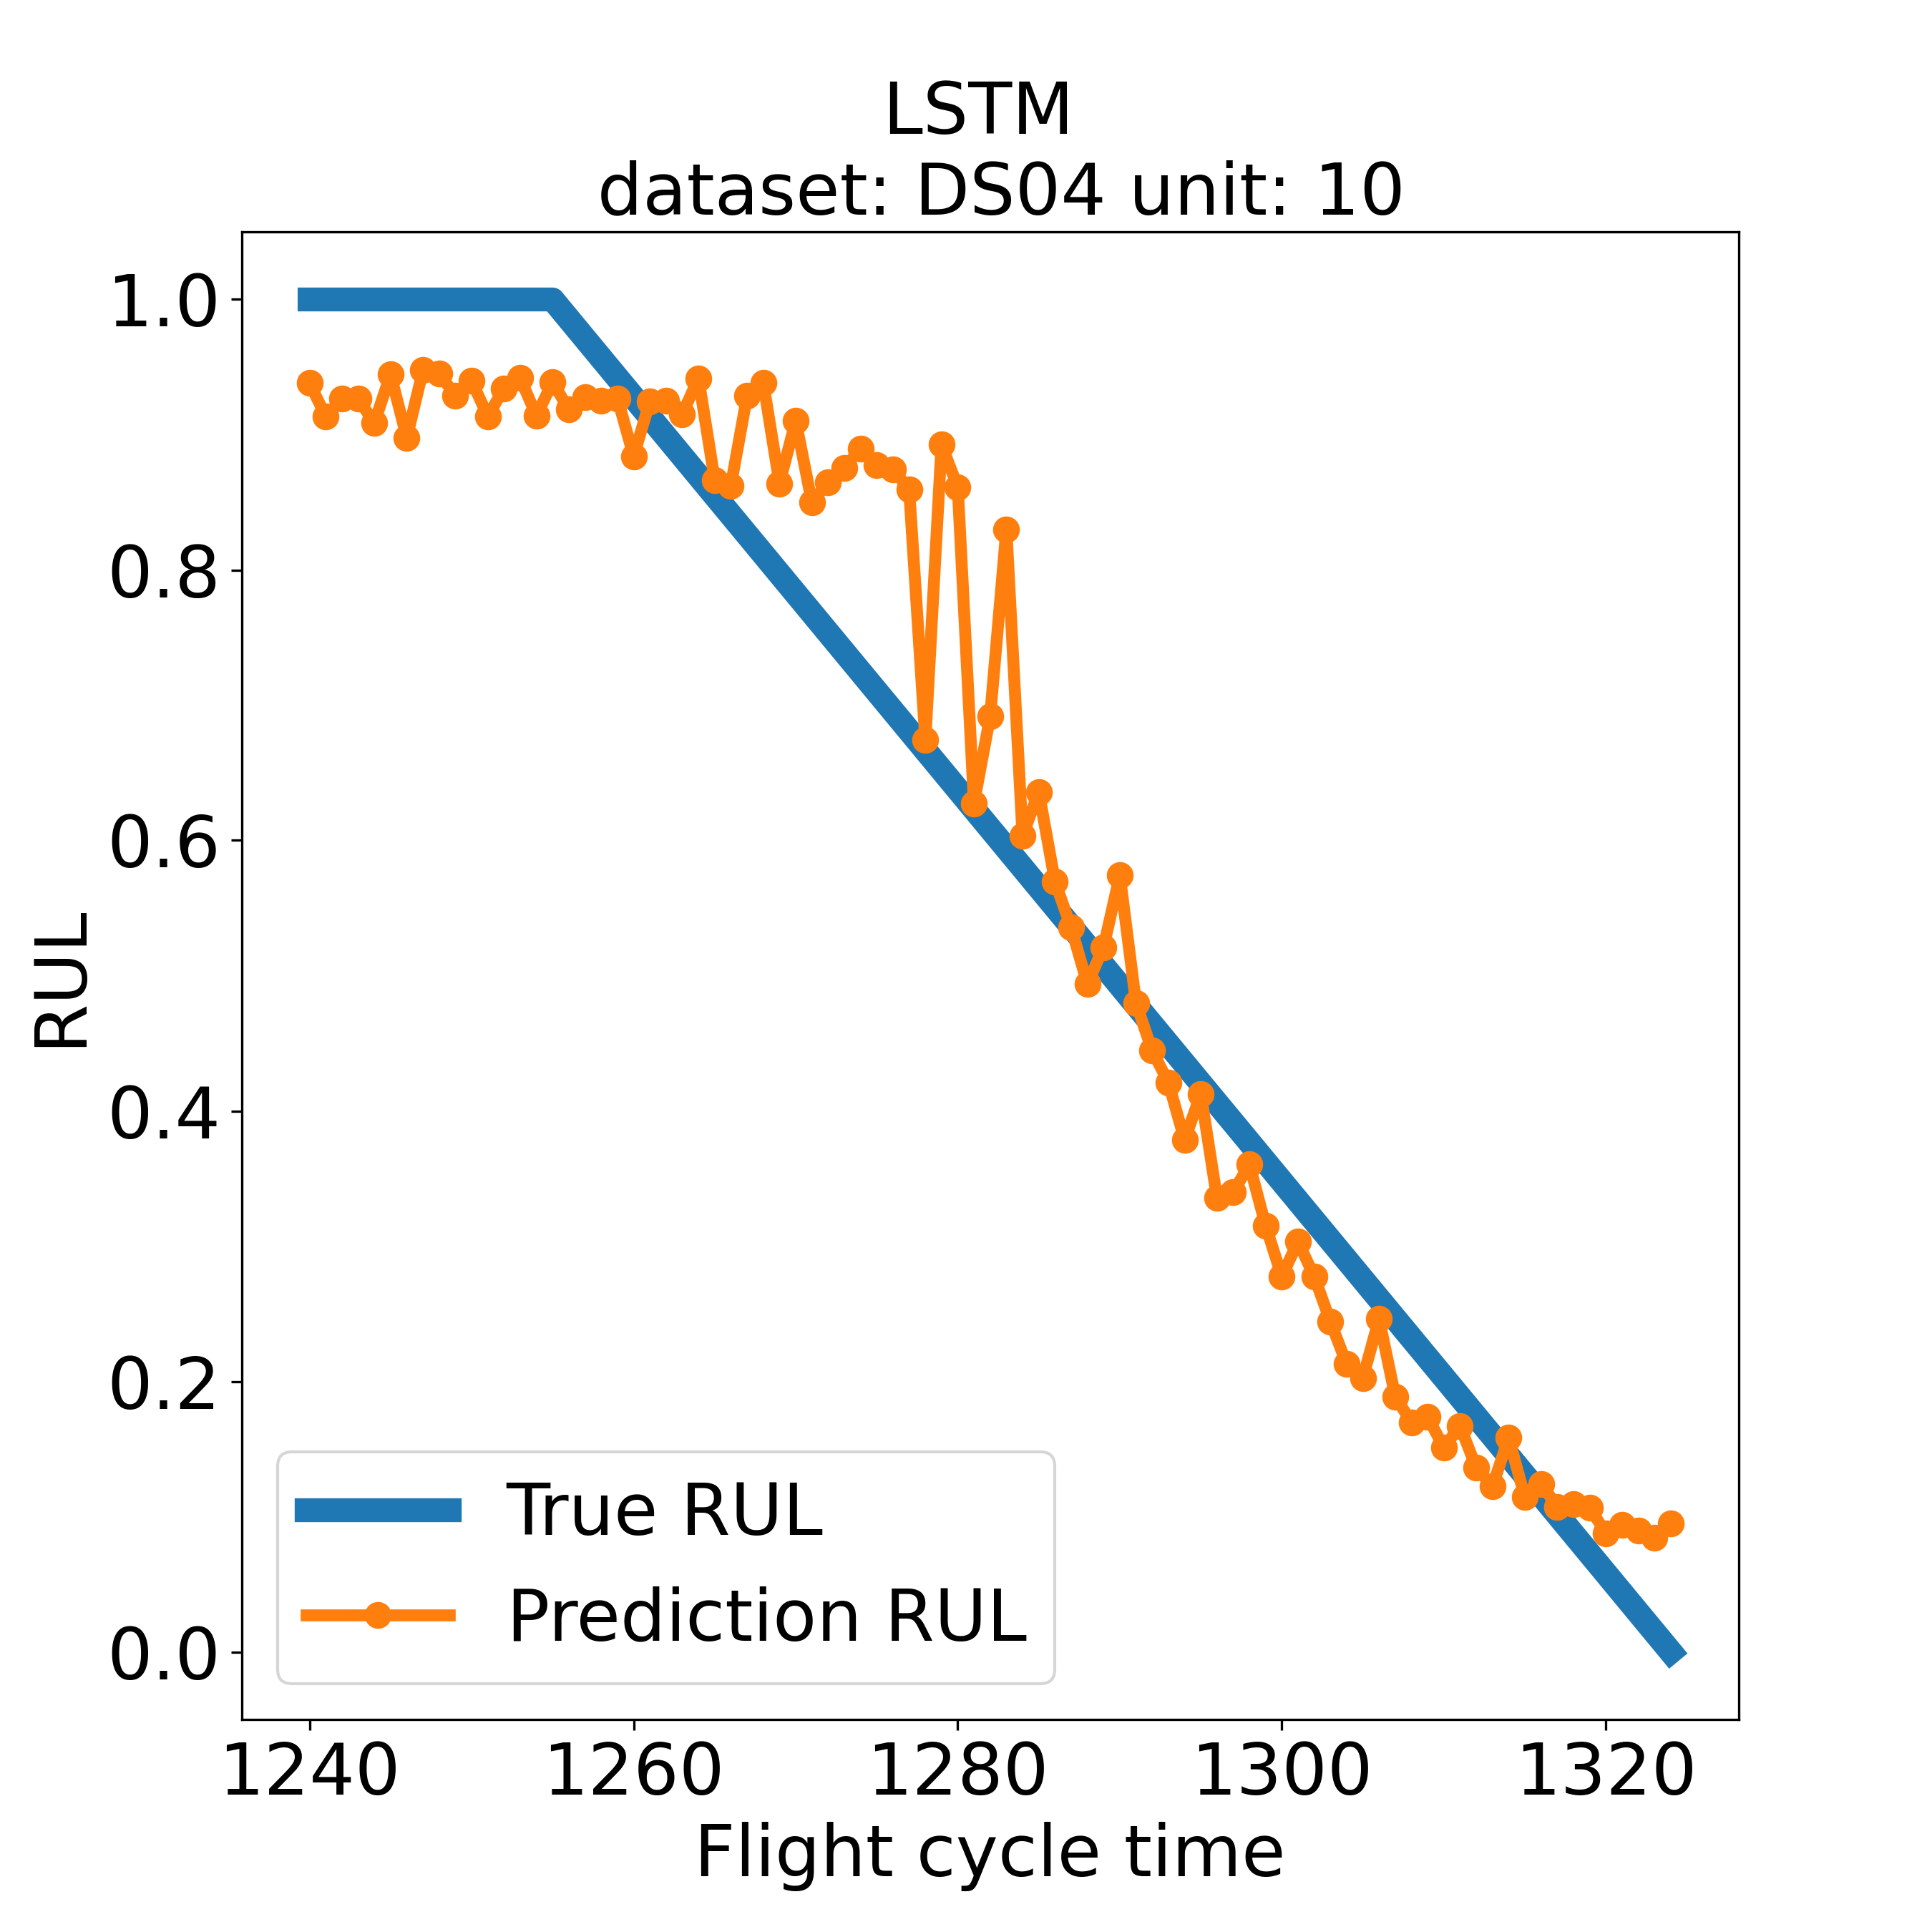 LSTM
dataset: DS04 unit: 10
1.0
0.8
0.6
0.4
0.2
0.0
RUL
True RUL
Prediction RUL
1240 1260 1280 1300 1320
Flight cycle time